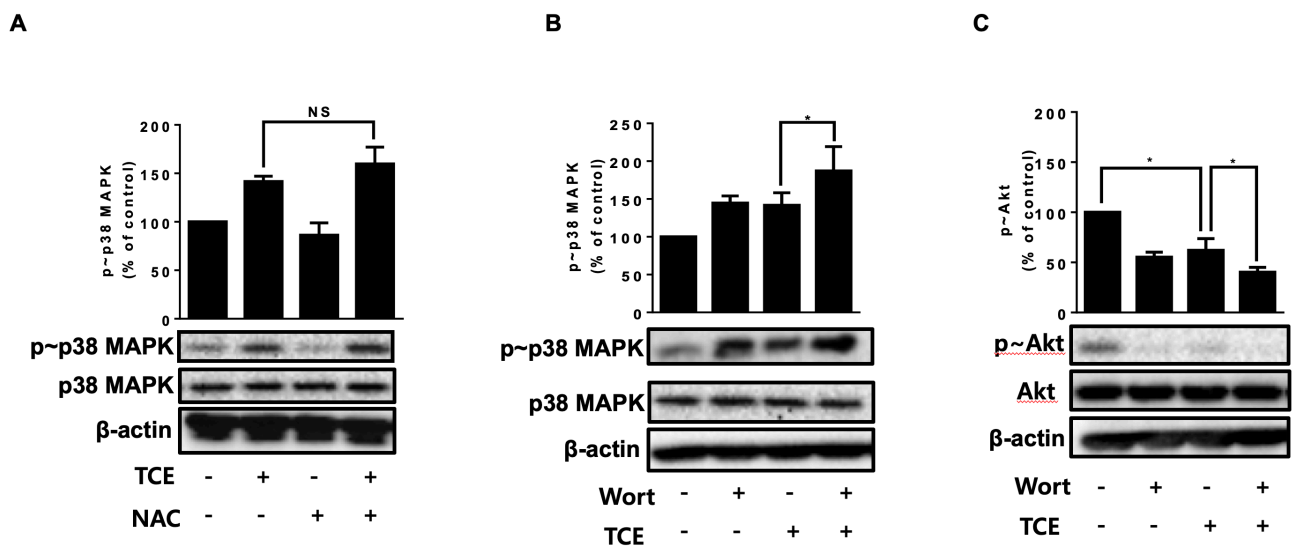 A
NS
200
150
100
50
0
p~p38 MAPK
(% of control)
p~p38 MAPK
p38 MAPK
β-actin
TCE - + - +
NAC - - + +
B
*
250
200
150
100
50
0
p~p38 MAPK
(% of control)
p~p38 MAPK
p38 MAPK
β-actin
Wort - + - +
TCE - - + +
C
* *
200
150
100
50
0
p~Akt
(% of control)
p~Akt
Akt
β-actin
Wort - + - +
TCE - - + +